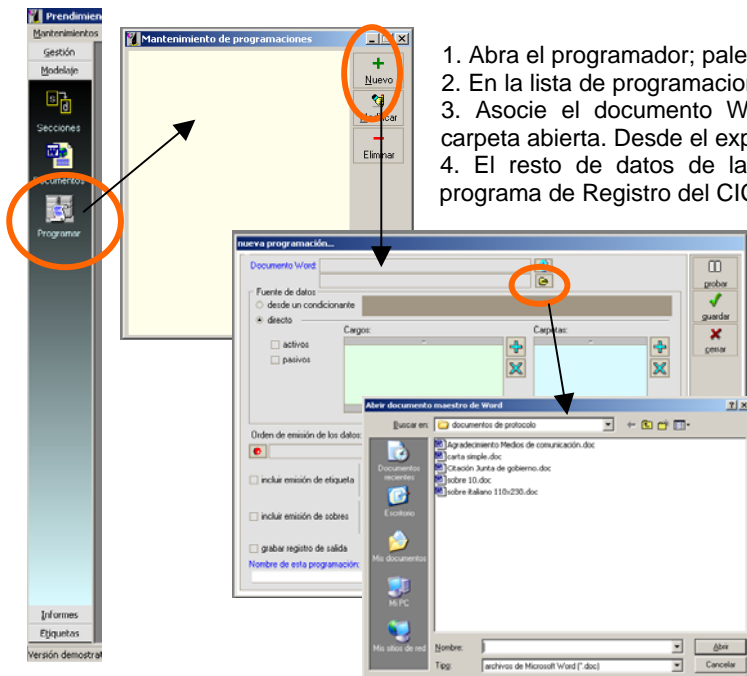 Prendimien
Mantenimientos
Gestión
Modelaje
Secciones
Documentos
Programar
Informes
Etiquetas
Versión demostrat
Mantenimiento de programaciones
Nuevo
Modificar
Eliminar
1. Abra el programador; pale
2. En la lista de programacion
3. Asocie el documento W
carpeta abierta. Desde el exp
4. El resto de datos de la
programa de Registro del CIC
nueva programación...
Documento Word:
Fuente de datos
desde un condicionante
directo
activos
pasivos
Cargos:
Carpetas:
probar
guardar
cerrar
Orden de emisión de los datos:
incluir emisión de etiqueta
incluir emisión de sobres
grabar registro de salida
Nombre de esta programación:
Abrir documento maestro de Word
Buscar en: documentos de protocolo
Agradecimiento Medios de comunicación.doc
carta simple.doc
Citación Junta de gobierno.doc
sobre 10.doc
sobre italiano 110x230.doc
Documentos
recientes
Escritorio
Mis documentos
Mi PC
Mis sitios de red
Nombre:
Abrir
Tipo: archivos de Microsoft Word (*.doc)
Cancelar